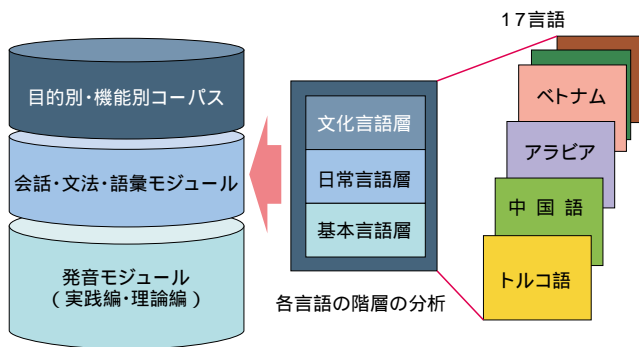 目的別・機能別コーパス
会話・文法・語彙モジュール
発音モジュール
(実践編・理論編)
文化言語層
日常言語層
基本言語層
各言語の階層の分析
17言語
ベトナム
アラビア
中国語
トルコ語